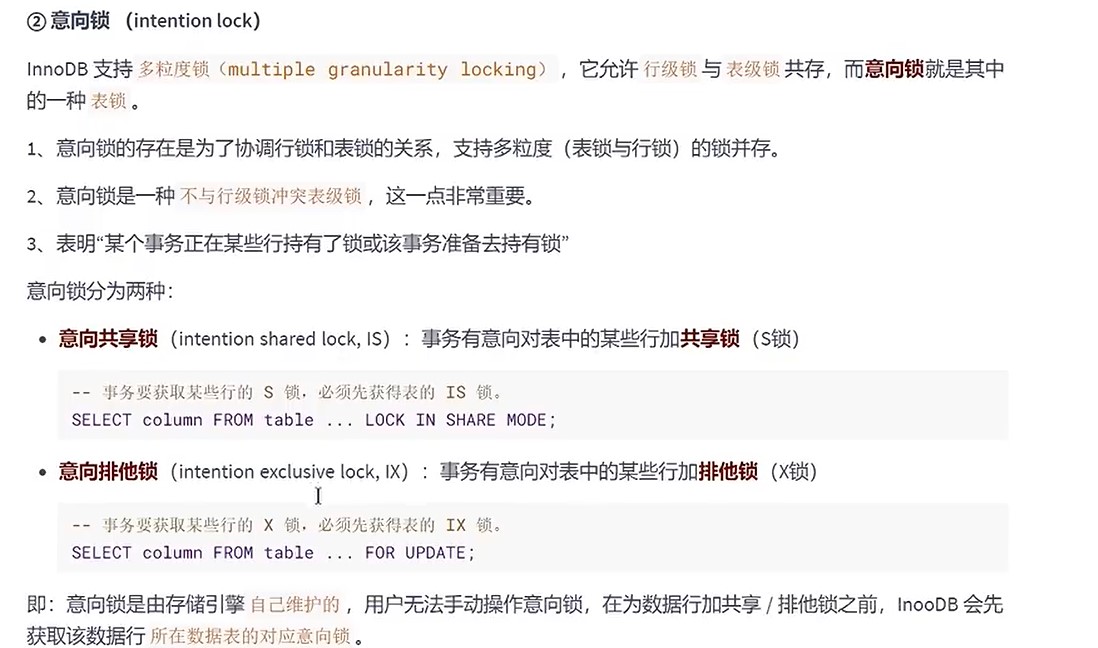 ② 意向锁 （intention lock）
InnoDB 支持 多粒度锁（multiple granularity locking） ，它允许 行级锁 与 表级锁 共存，而意向锁就是其中
的一种 表锁 。
1、意向锁的存在是为了协调行锁和表锁的关系，支持多粒度（表锁与行锁）的锁并存。
2、意向锁是一种 不与行级锁冲突表级锁 ，这一点非常重要。
3、表明“某个事务正在某些行持有了锁或该事务准备去持有锁”
意向锁分为两种：
• 意向共享锁（intention shared lock, IS）：事务有意向对表中的某些行加共享锁（S锁）
-- 事务要获取某些行的 S 锁，必须先获得表的 IS 锁。
SELECT column FROM table ... LOCK IN SHARE MODE;
• 意向排他锁（intention exclusive lock, IX）：事务有意向对表中的某些行加排他锁（X锁）
-- 事务要获取某些行的 X 锁，必须先获得表的 IX 锁。
SELECT column FROM table ... FOR UPDATE;
即：意向锁是由存储引擎 自己维护的 ，用户无法手动操作意向锁，在为数据行加共享 / 排他锁之前，InooDB 会先
获取该数据行 所在数据表的对应意向锁 。